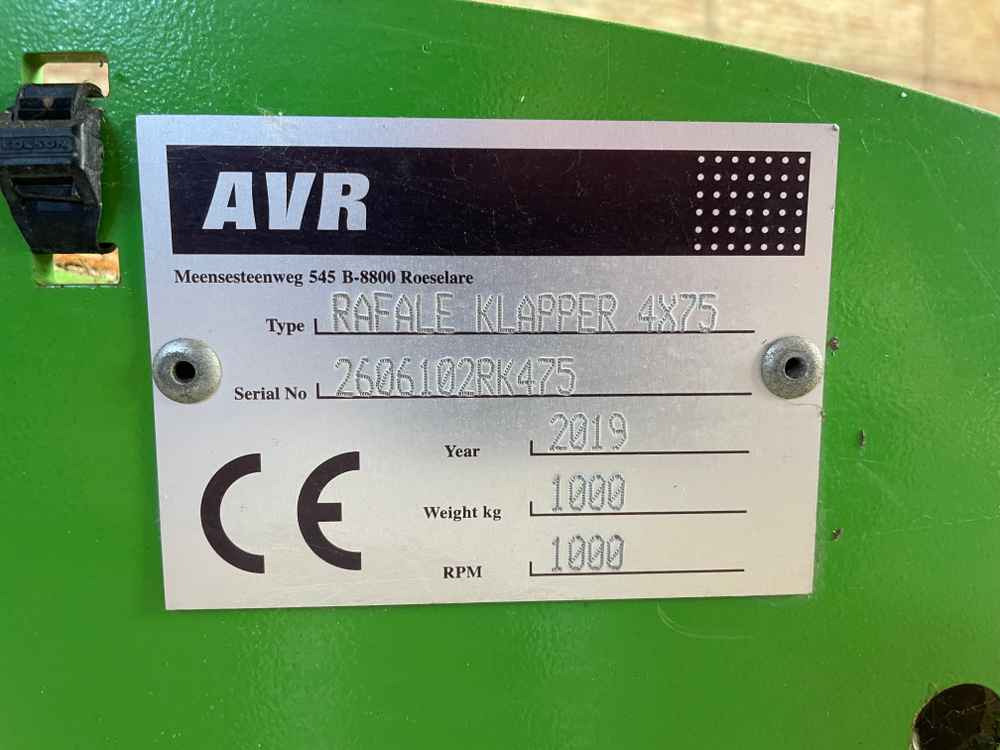 COLSON
AVR
Meensesteenweg 545 B-8800 Roeselare
Type RAFALE KLAPPER 4X75
Serial No 2606102RK475
Year 2019
Weight kg 1000
RPM 1000
CE